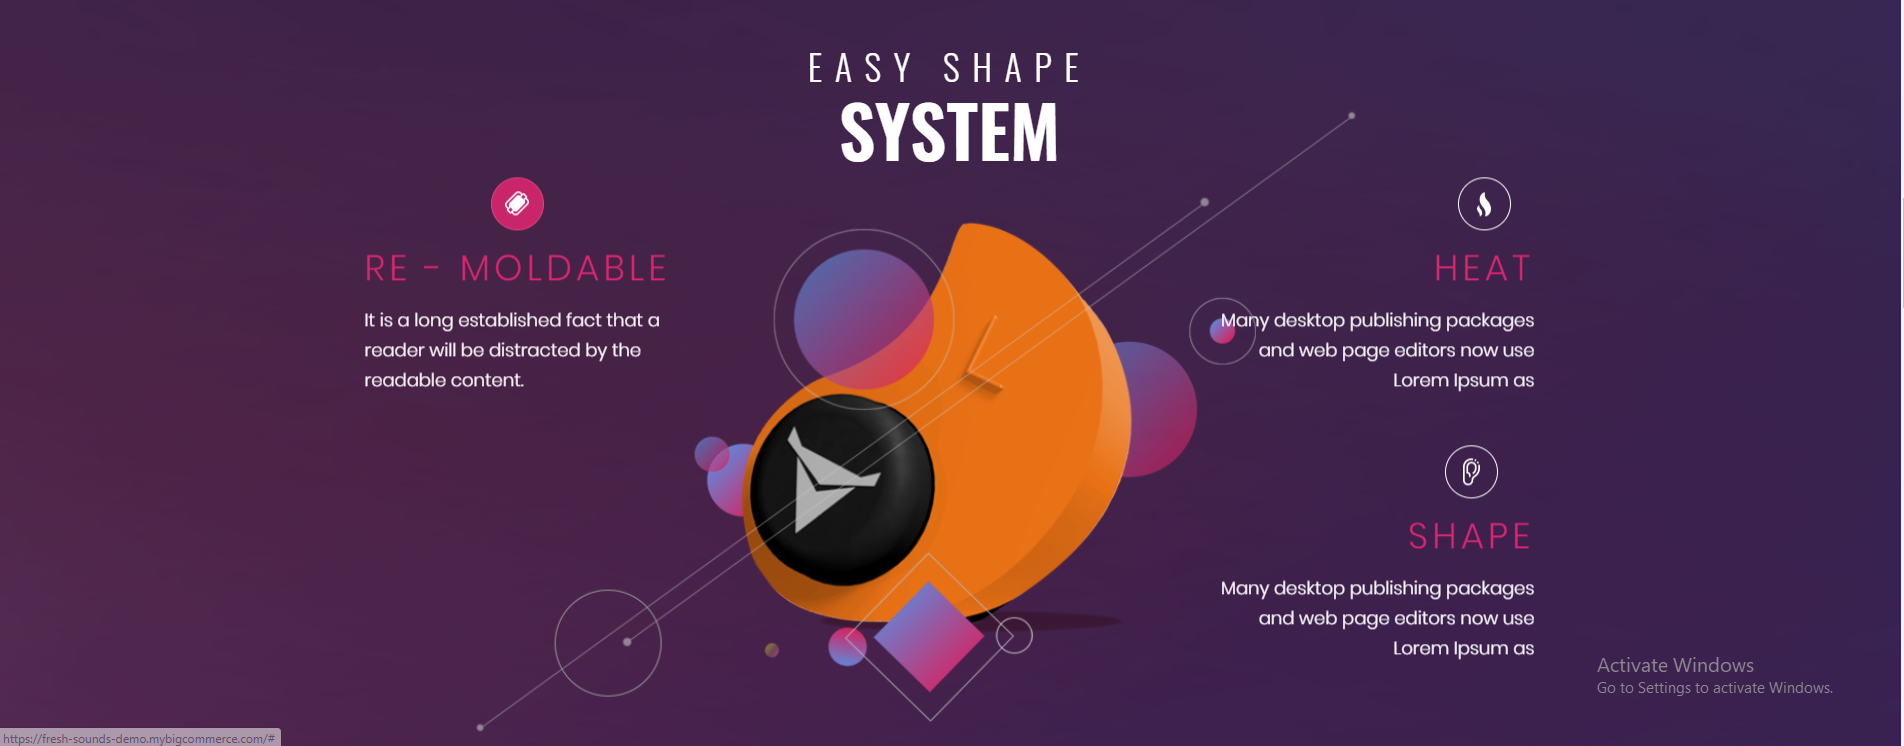 EASY SHAPE
SYSTEM
RE - MOLDABLE
It is a long established fact that a
reader will be distracted by the
readable content.
HEAT
Many desktop publishing packages
and web page editors now use
Lorem Ipsum as
SHAPE
Many desktop publishing packages
and web page editors now use
Lorem Ipsum as
Activate Windows
Go to Settings to activate Windows.
https://fresh-sounds-demo.mybigcommerce.com/#